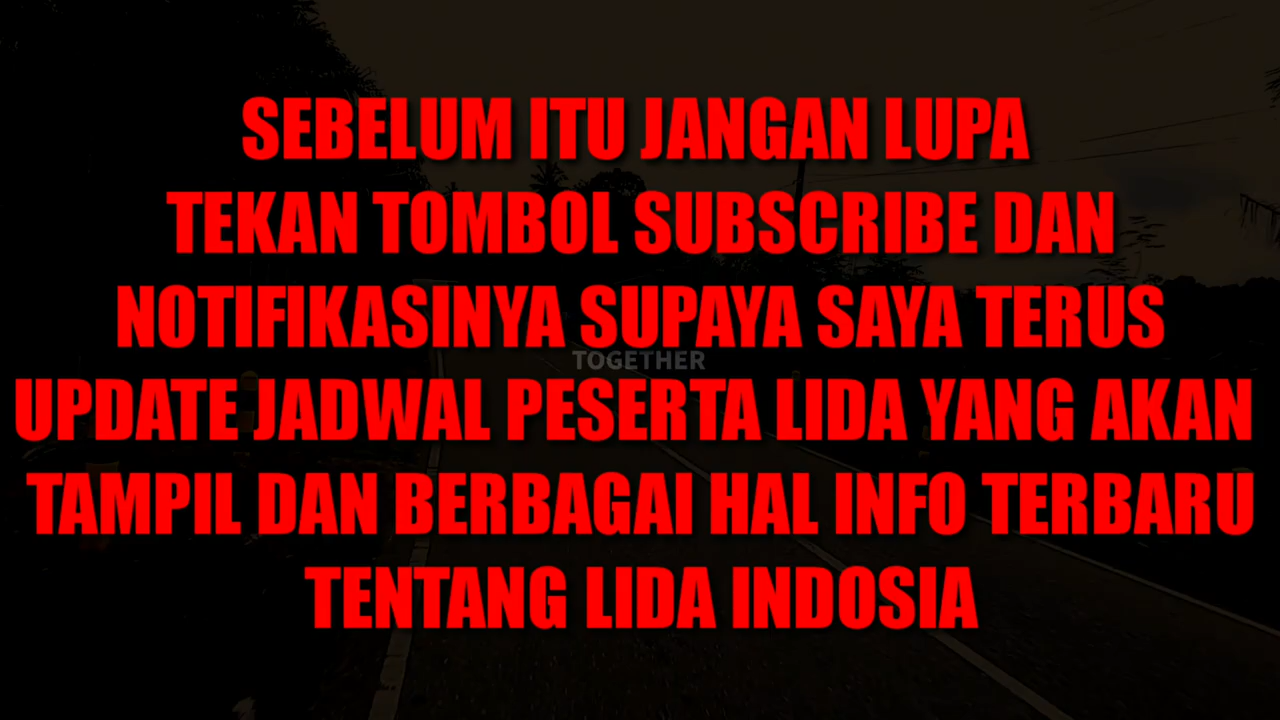 SEBELUM ITU JANGAN LUPA
TEKAN TOMBOL SUBSCRIBE DAN
NOTIFIKASINYA SUPAYA SAYA TERUS
TOGETHER
UPDATE JADWAL PESERTA LIDA YANG AKAN
TAMPIL DAN BERBAGAI HAL INFO TERBARU
TENTANG LIDA INDOSIA